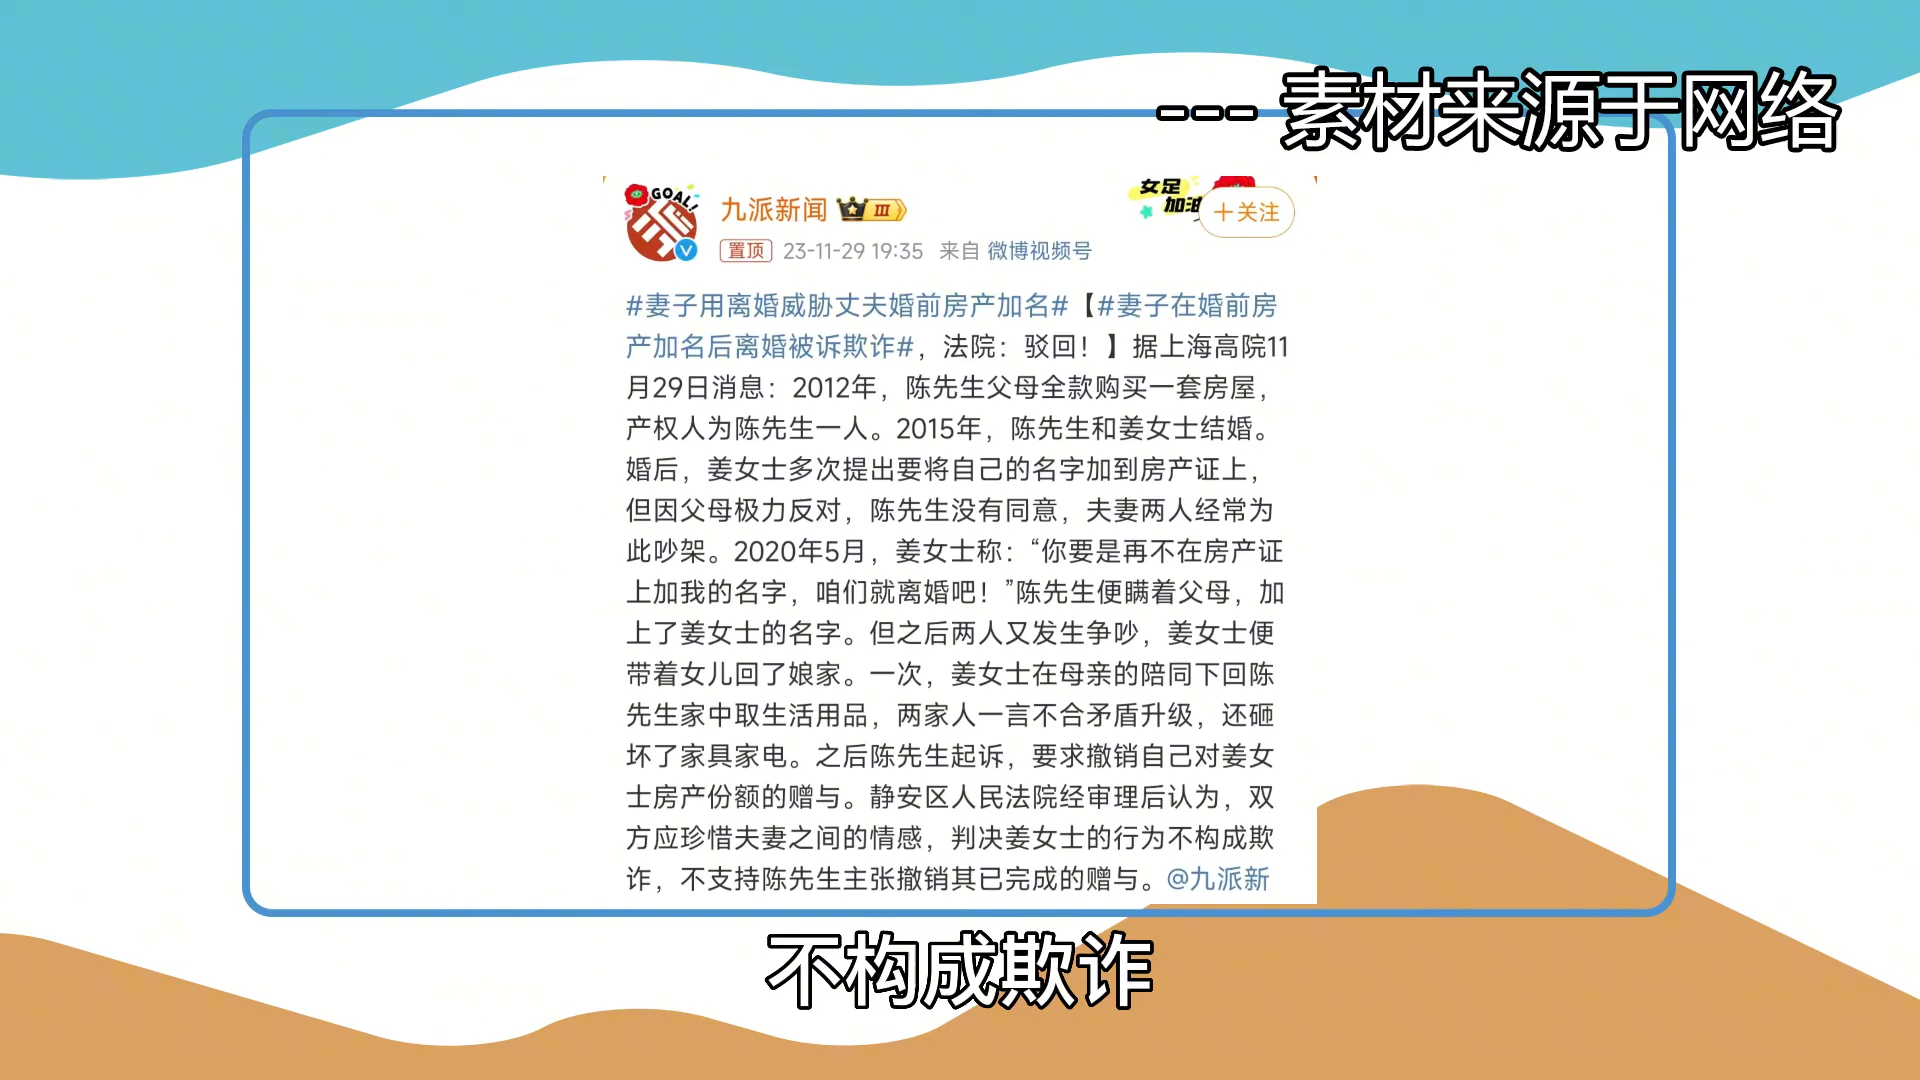 --- 素材来源于网络
GOAL!
九派新闻 III
女足
加油
+关注
置顶 23-11-29 19:35 来自 微博视频号
#妻子用离婚威胁丈夫婚前房产加名#【#妻子在婚前房
产加名后离婚被诉欺诈#，法院：驳回！】据上海高院11
月29日消息：2012年，陈先生父母全款购买一套房屋，
产权人为陈先生一人。2015年，陈先生和姜女士结婚。
婚后，姜女士多次提出要将自己的名字加到房产证上，
但因父母极力反对，陈先生没有同意，夫妻两人经常为
此吵架。2020年5月，姜女士称：“你要是再不在房产证
上加我的名字，咱们就离婚吧！”陈先生便瞒着父母，加
上了姜女士的名字。但之后两人又发生争吵，姜女士便
带着女儿回了娘家。一次，姜女士在母亲的陪同下回陈
先生家中取生活用品，两家人一言不合矛盾升级，还砸
坏了家具家电。之后陈先生起诉，要求撤销自己对姜女
士房产份额的赠与。静安区人民法院经审理后认为，双
方应珍惜夫妻之间的情感，判决姜女士的行为不构成欺
诈，不支持陈先生主张撤销其已完成的赠与。@九派新
不构成欺诈